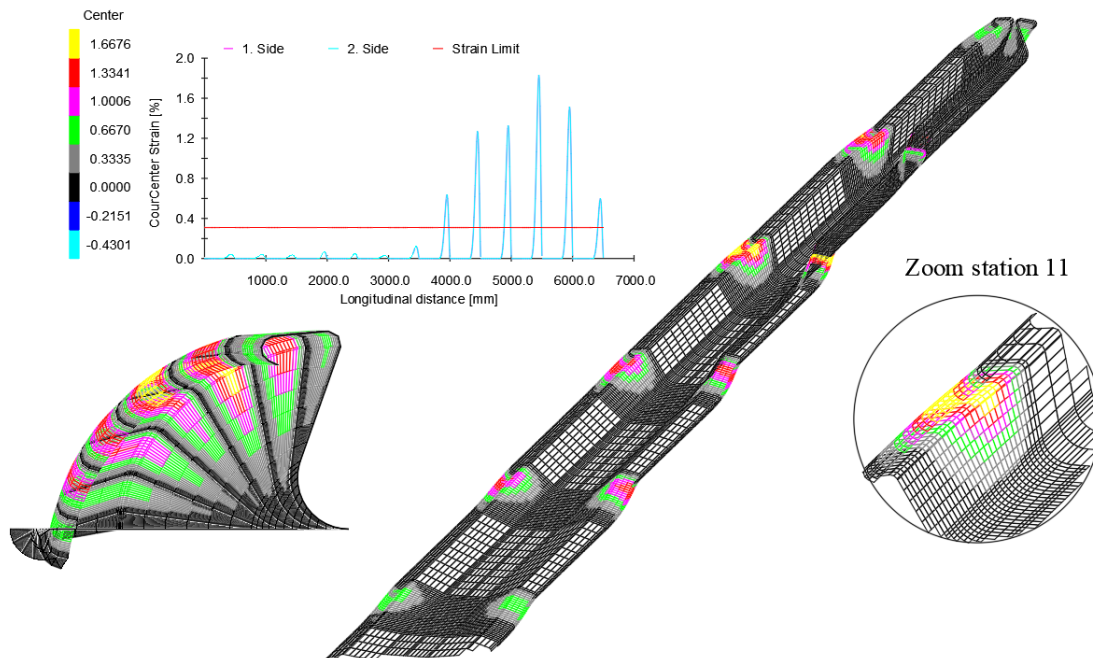 Center
1.6676
1.3341
1.0006
0.6670
0.3335
0.0000
-0.2151
-0.4301
1. Side 2. Side Strain Limit
CourCenter Strain [%]
2.0
1.6
1.2
0.8
0.4
0.0
1000.0 2000.0 3000.0 4000.0 5000.0 6000.0 7000.0
Longitudinal distance [mm]
Zoom station 11